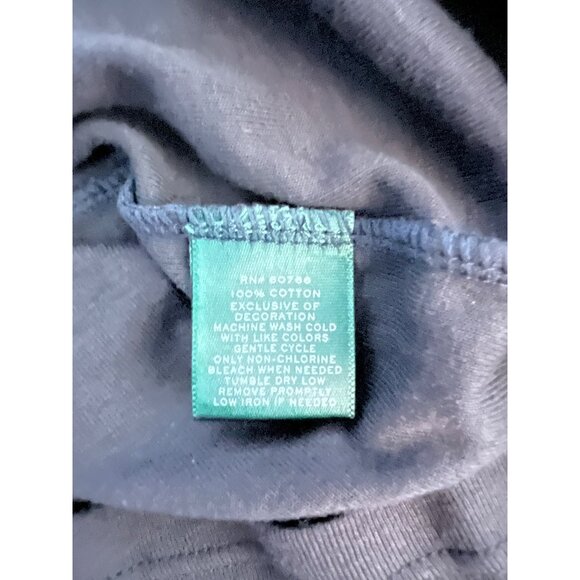 RN# 60766
100% COTTON
EXCLUSIVE OF
DECORATION
MACHINE WASH COLD
WITH LIKE COLORS
GENTLE CYCLE
ONLY NON-CHLORINE
BLEACH WHEN NEEDED
TUMBLE DRY LOW
REMOVE PROMPTLY
LOW IRON IF NEEDED